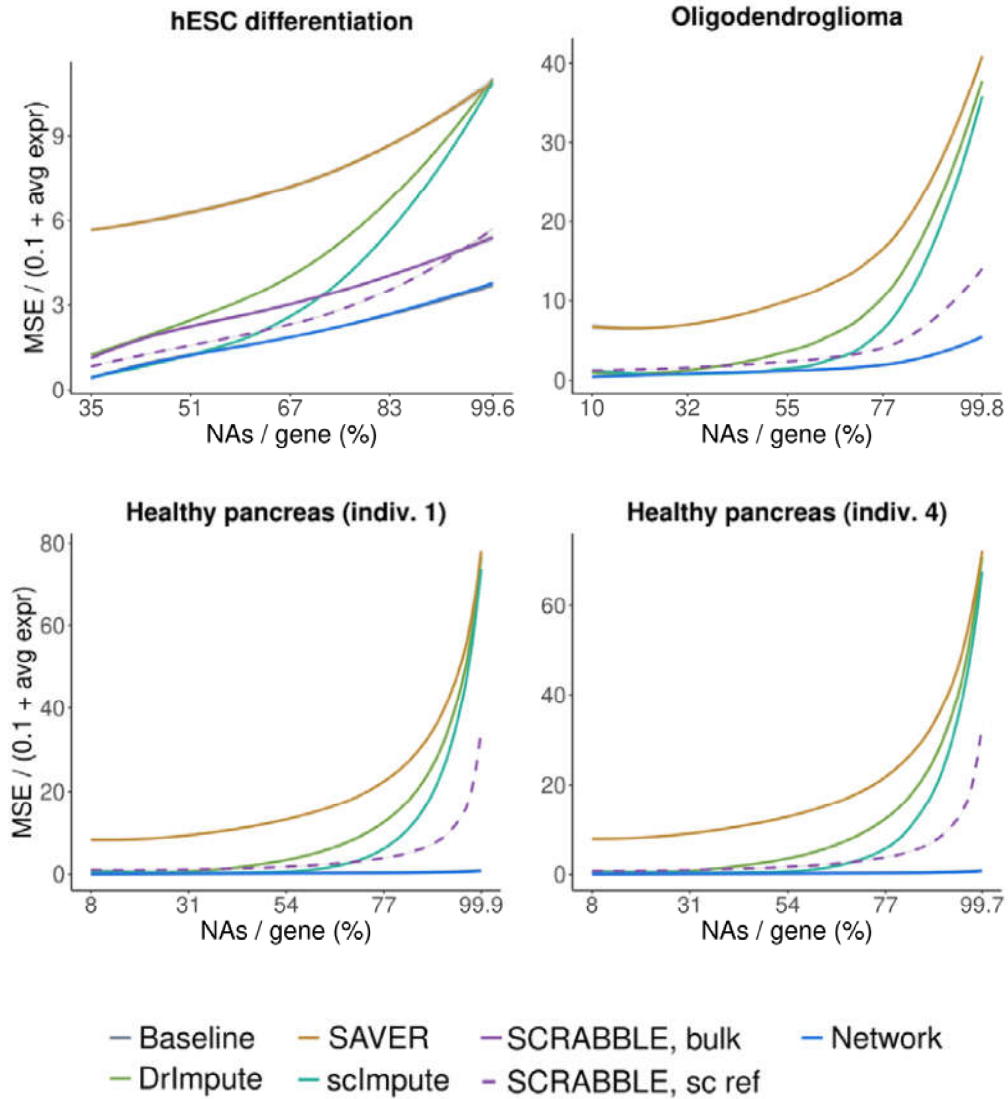 hESC differentiation
Oligodendroglioma
MSE / (0.1 + avg expr)
9
6
3
0
35 51 67 83 99.6
NAs / gene (%)
40
30
20
10
0
10 32 55 77 99.8
NAs / gene (%)
Healthy pancreas (indiv. 1)
Healthy pancreas (indiv. 4)
MSE / (0.1 + avg expr)
80
60
40
20
0
8 31 54 77 99.9
NAs / gene (%)
60
40
20
0
8 31 54 77 99.7
NAs / gene (%)
Baseline SAVER SCRABBLE, bulk Network
DrImpute scImpute SCRABBLE, sc ref